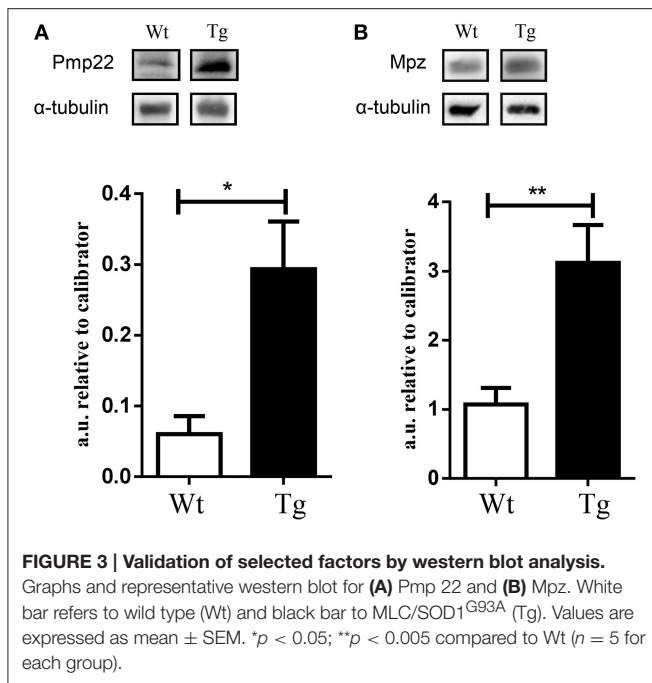 A
Wt Tg
Pmp22
α-tubulin
*
0.4
0.3
0.2
0.1
0.0
a.u. relative to calibrator
Wt Tg
B
Wt Tg
Mpz
α-tubulin
**
4
3
2
1
0
a.u. relative to calibrator
Wt Tg
FIGURE 3 | Validation of selected factors by western blot analysis.
Graphs and representative western blot for (A) Pmp 22 and (B) Mpz. White
bar refers to wild type (Wt) and black bar to MLC/SOD1G93A (Tg). Values are
expressed as mean ± SEM. *p < 0.05; **p < 0.005 compared to Wt (n = 5 for
each group).